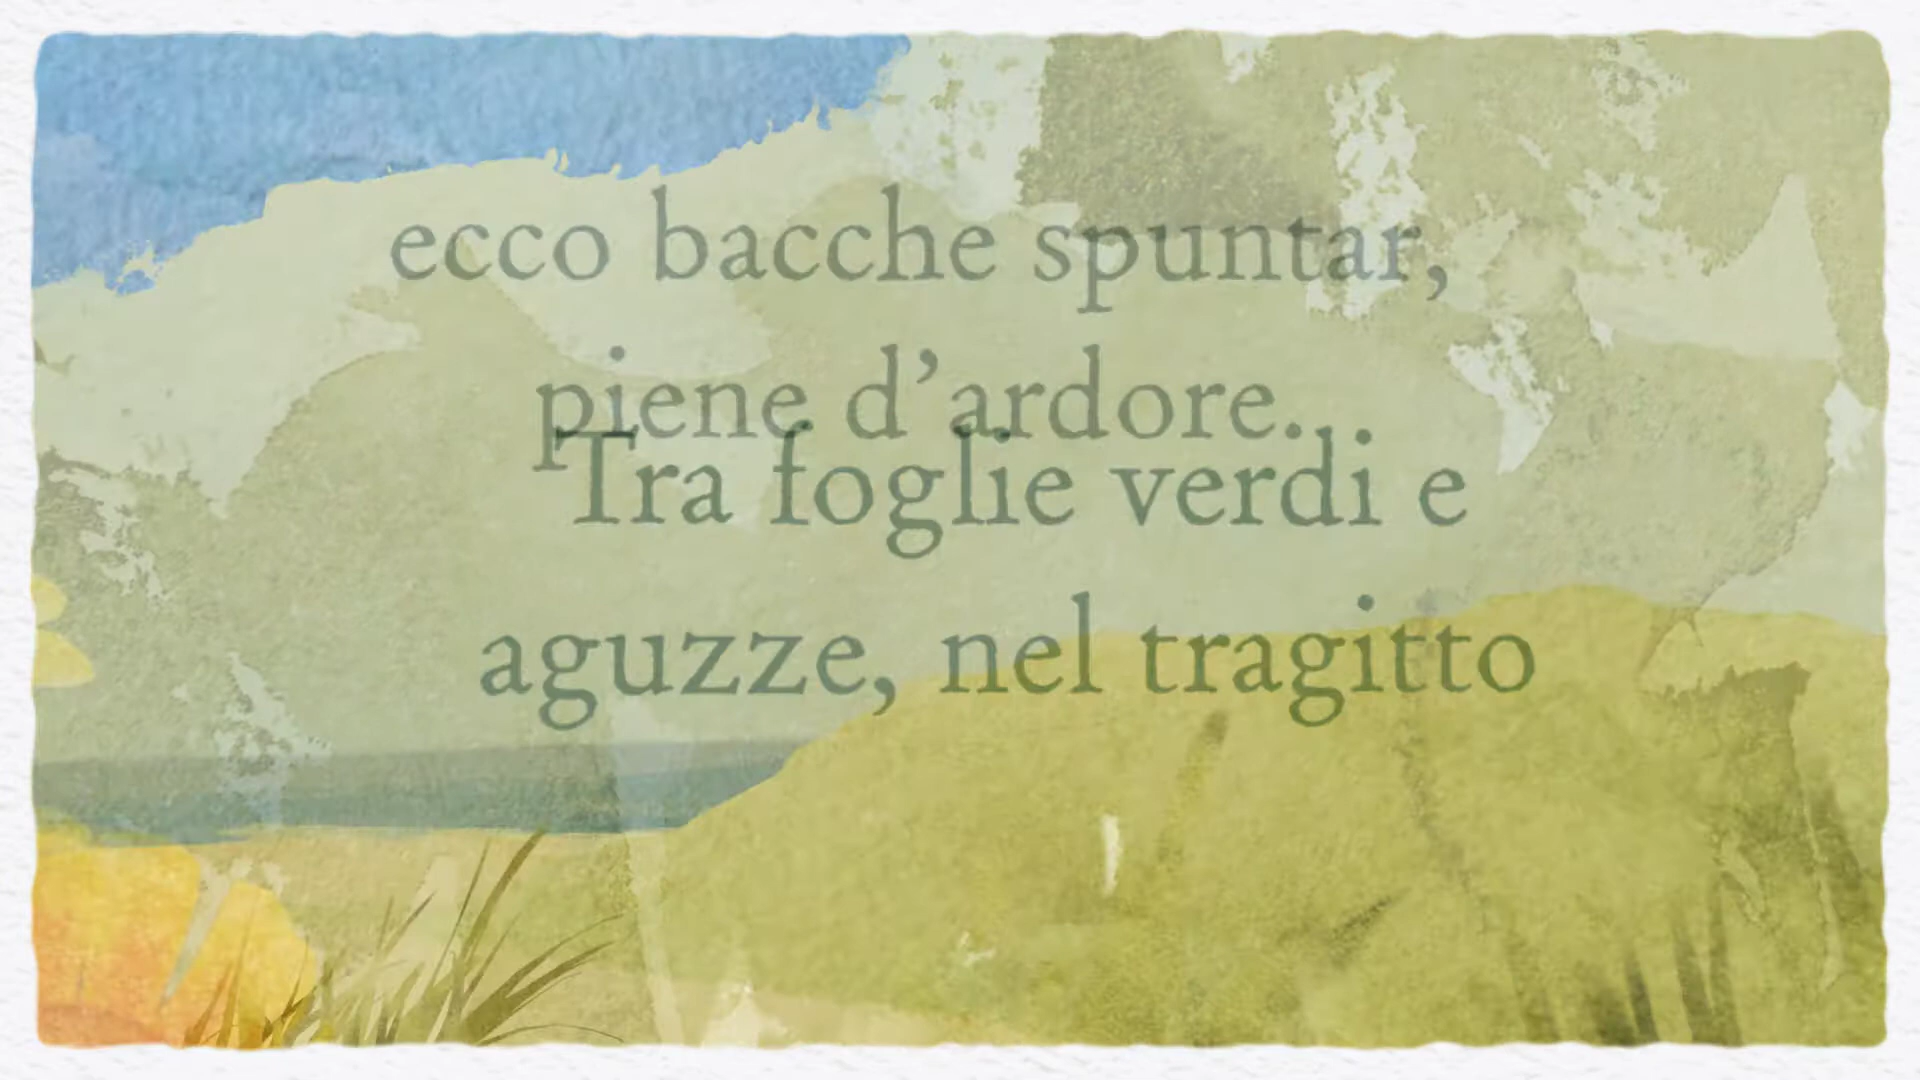 ecco bacche spuntar,
piene d’ardore.
Tra foglie verdi e
aguzze, nel tragitto